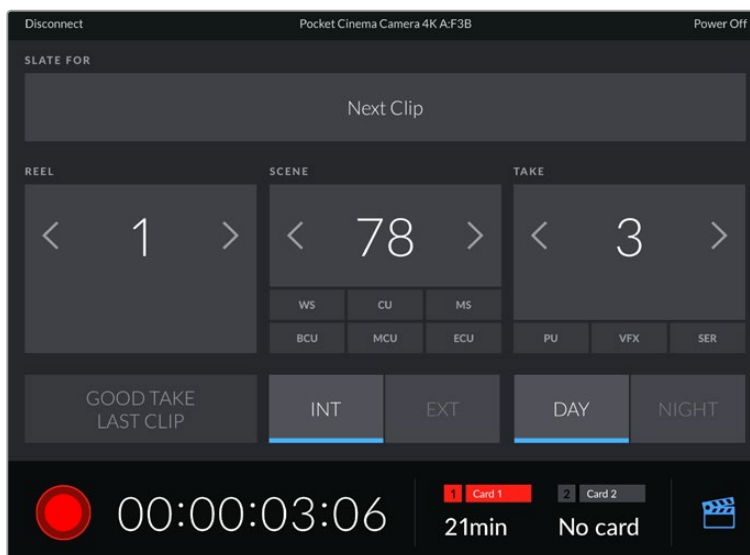 Disconnect Pocket Cinema Camera 4K A:F3B Power Off
SLATE FOR
Next Clip
REEL SCENE TAKE
1 78 3
WS CU MS
BCU MCU ECU PU VFX SER
GOOD TAKE
LAST CLIP
INT EXT DAY NIGHT
1 Card 1 2 Card 2
00:00:03:06 21min No card